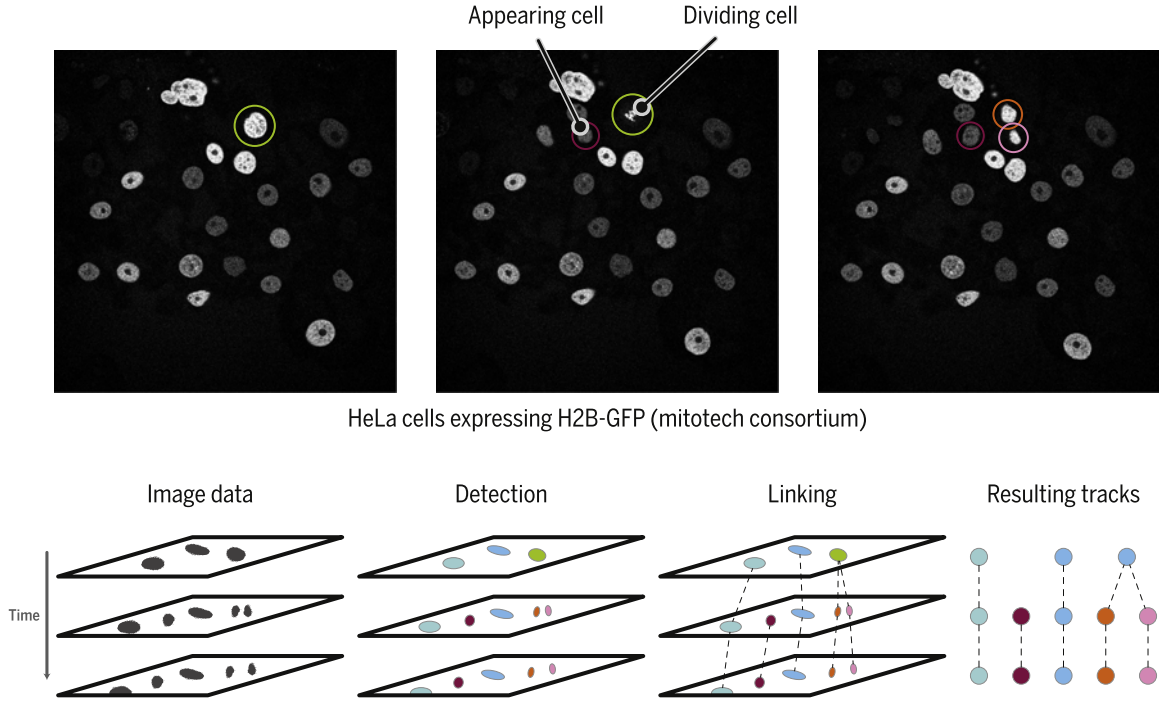 Appearing cell
Dividing cell
HeLa cells expressing H2B-GFP (mitotech consortium)
Image data
Detection
Linking
Resulting tracks
Time